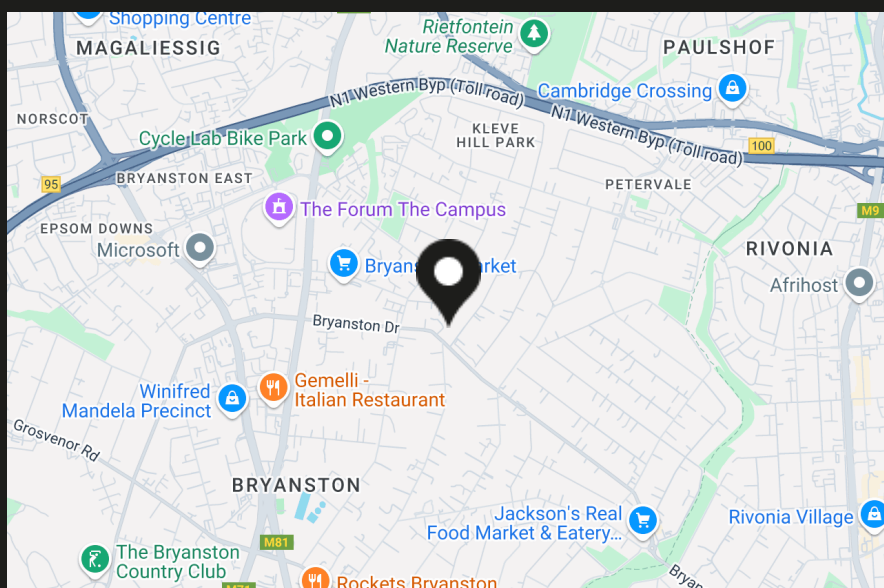 Shopping Centre
MAGALIESSIG
Rietfontein
Nature Reserve
PAULSHOF
Cambridge Crossing
N1 Western Byp (Toll road)
N1 Western Byp (Toll road)
NORSCOT
Cycle Lab Bike Park
KLEVE
HILL PARK
100
95
BRYANSTON EAST
PETERVALE
The Forum The Campus
M9
EPSOM DOWNS
Microsoft
RIVONIA
Afrihost
Bryanston Dr
Gemelli -
Italian Restaurant
Winifred
Mandela Precinct
Grosvenor Rd
BRYANSTON
Jackson's Real
Food Market & Eatery...
Rivonia Village
M81
The Bryanston
Country Club
M71
Rockets Bryanston